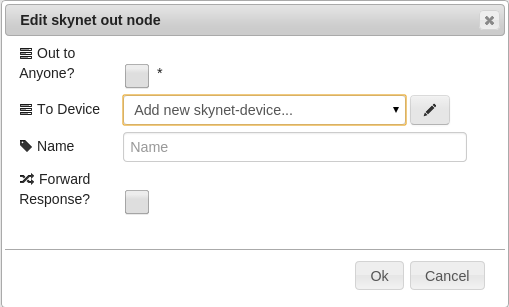 Edit skynet out node
Out to
Anyone?
*
To Device
Add new skynet-device...
Name
Name
Forward
Response?
Ok
Cancel